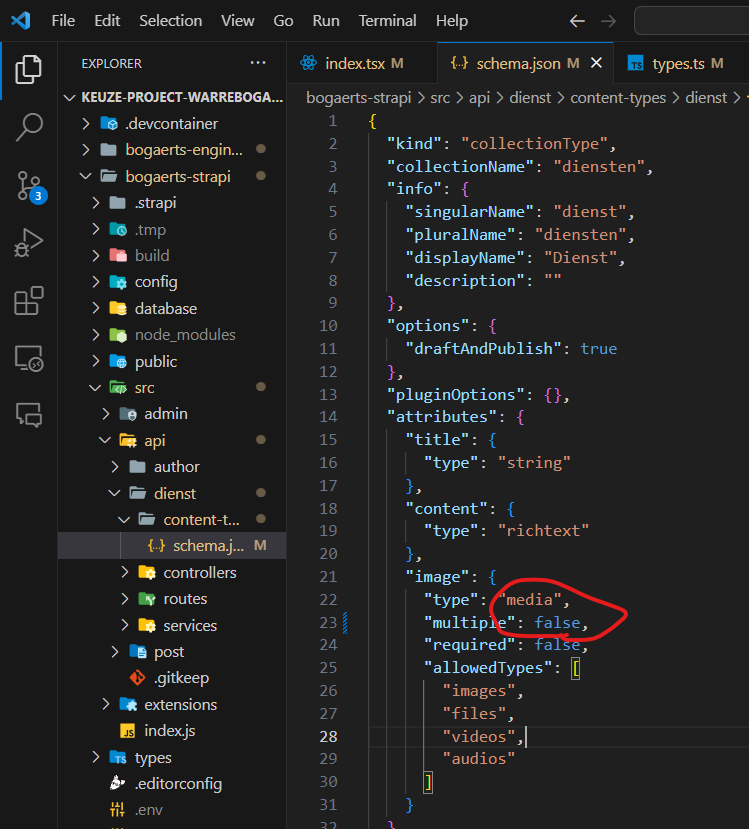 File Edit Selection View Go Run Terminal Help
EXPLORER
KEUZE-PROJECT-WARREBOGA...
.devcontainer
bogaerts-engin...
bogaerts-strapi
.strapi
.tmp
build
config
database
node_modules
public
src
admin
api
author
dienst
content-t...
schema.j... M
controllers
routes
services
post
.gitkeep
extensions
index.js
types
.editorconfig
.env
3
index.tsx M
schema.json M
TS types.ts M
bogaerts-strapi > src > api > dienst > content-types > dienst >
1 {
2 "kind": "collectionType",
3 "collectionName": "diensten",
4 "info": {
5 "singularName": "dienst",
6 "pluralName": "diensten",
7 "displayName": "Dienst",
8 "description": ""
9 },
10 "options": {
11 "draftAndPublish": true
12 },
13 "pluginOptions": {},
14 "attributes": {
15 "title": {
16 "type": "string"
17 },
18 "content": {
19 "type": "richtext"
20 },
21 "image": {
22 "type": "media",
23 "multiple": false,
24 "required": false,
25 "allowedTypes": [
26 "images",
27 "files",
28 "videos",
29 "audios"
30 ]
31 }
32 }